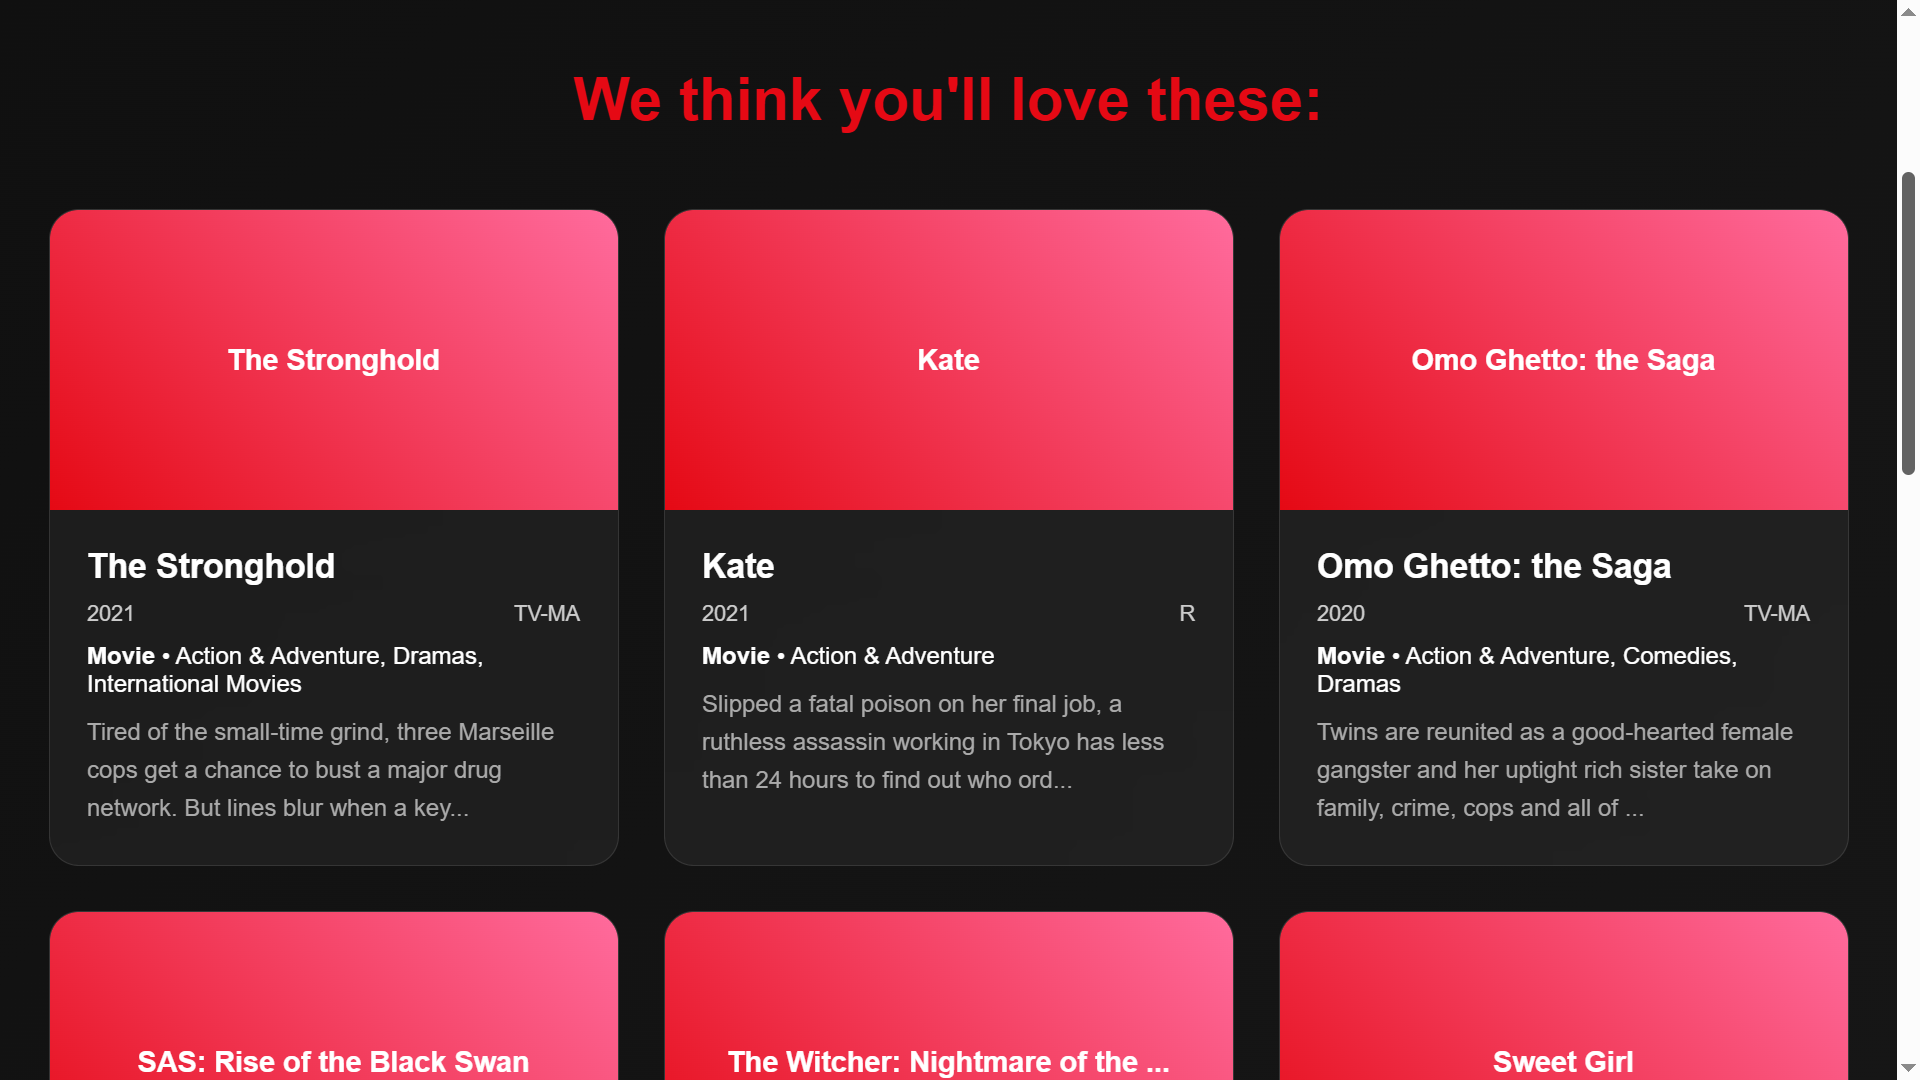 We think you'll love these:
The Stronghold
Kate
Omo Ghetto: the Saga
The Stronghold
2021 TV-MA
Movie • Action & Adventure, Dramas,
International Movies
Tired of the small-time grind, three Marseille
cops get a chance to bust a major drug
network. But lines blur when a key...
Kate
2021 R
Movie • Action & Adventure
Slipped a fatal poison on her final job, a
ruthless assassin working in Tokyo has less
than 24 hours to find out who ord...
Omo Ghetto: the Saga
2020 TV-MA
Movie • Action & Adventure, Comedies,
Dramas
Twins are reunited as a good-hearted female
gangster and her uptight rich sister take on
family, crime, cops and all of ...
SAS: Rise of the Black Swan
The Witcher: Nightmare of the ...
Sweet Girl